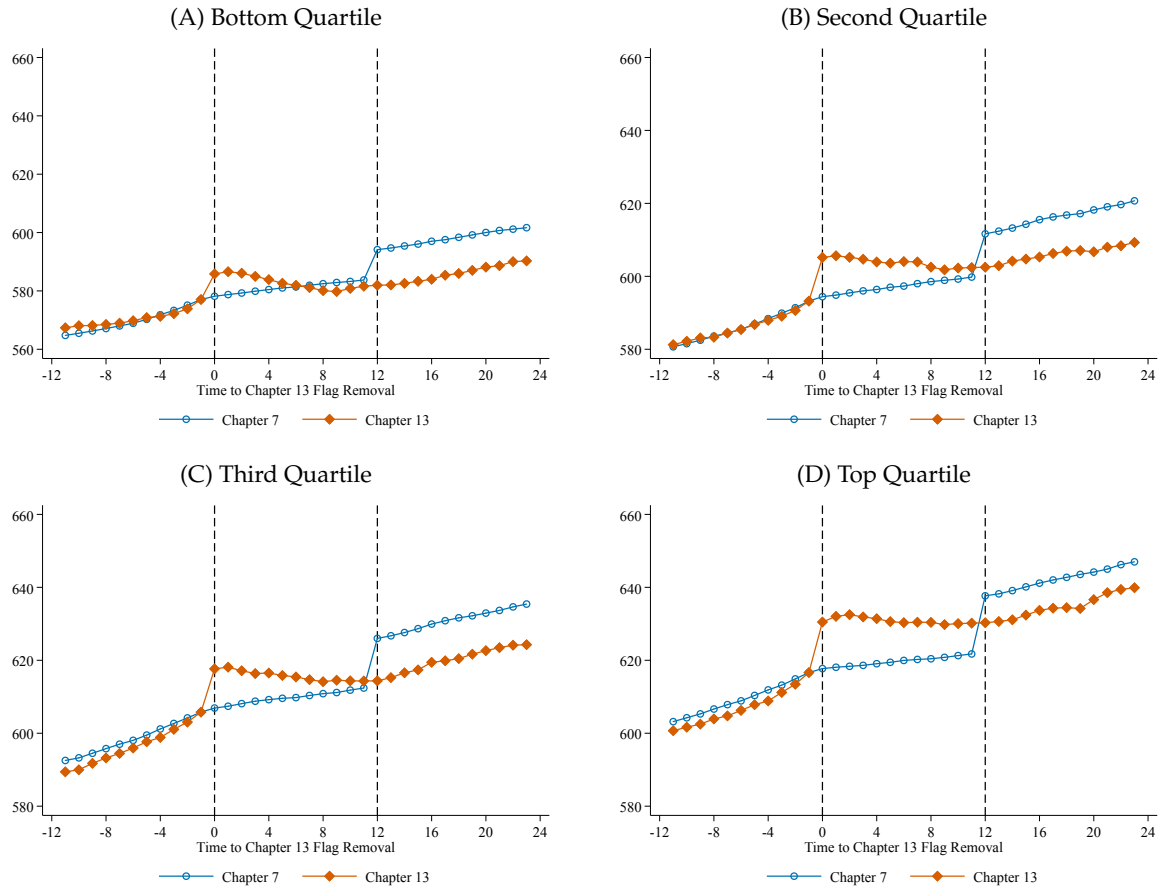 (A) Bottom Quartile
660
640
620
600
580
560
-12 -8 -4 0 4 8 12 16 20 24
Time to Chapter 13 Flag Removal
Chapter 7 Chapter 13
(B) Second Quartile
660
640
620
600
580
-12 -8 -4 0 4 8 12 16 20 24
Time to Chapter 13 Flag Removal
Chapter 7 Chapter 13
(C) Third Quartile
660
640
620
600
580
-12 -8 -4 0 4 8 12 16 20 24
Time to Chapter 13 Flag Removal
Chapter 7 Chapter 13
(D) Top Quartile
660
640
620
600
580
-12 -8 -4 0 4 8 12 16 20 24
Time to Chapter 13 Flag Removal
Chapter 7 Chapter 13